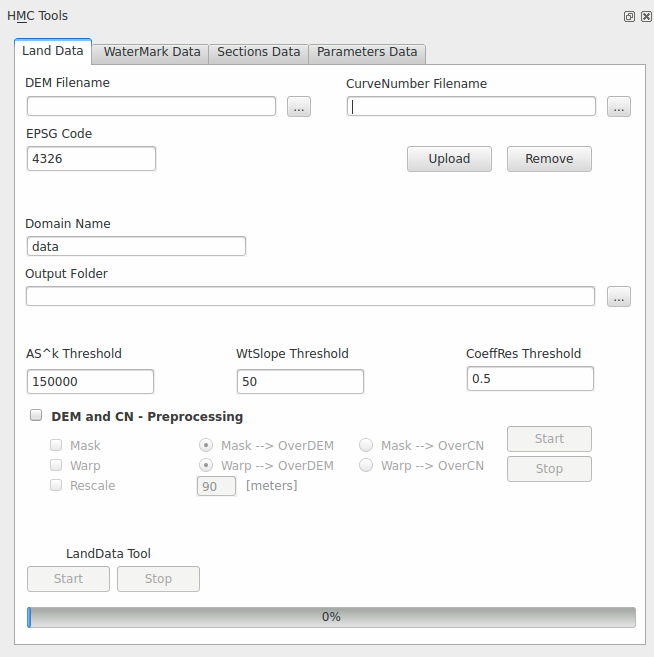 HMC Tools
Land Data WaterMark Data Sections Data Parameters Data
DEM Filename CurveNumber Filename
... ...
EPSG Code
4326 Upload Remove
Domain Name
data
Output Folder
...
AS^k Threshold WtSlope Threshold CoeffRes Threshold
150000 50 0.5
DEM and CN - Preprocessing
Mask Mask --> OverDEM Mask --> OverCN Start
Warp Warp --> OverDEM Warp --> OverCN Stop
Rescale 90 [meters]
LandData Tool
Start Stop
0%